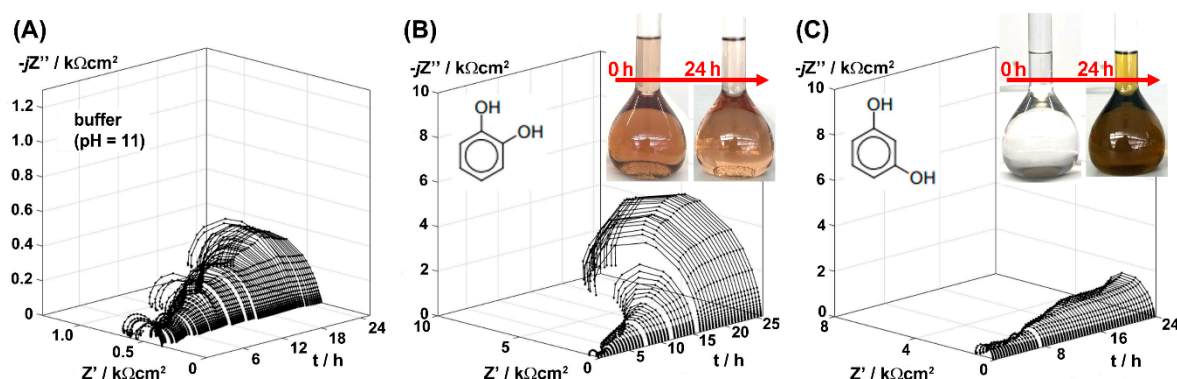 (A)
-jZ'' / kΩcm²
1.2
1.0
0.8
0.6
0.4
0.2
0
buffer
(pH = 11)
1.0
0.5
0
Z' / kΩcm²
6
12
18
24
t / h
(B)
-jZ'' / kΩcm²
10
8
6
4
2
0
OH
OH
0 h
24 h
10
5
0
Z' / kΩcm²
5
10
15
20
25
t / h
(C)
-jZ'' / kΩcm²
10
8
6
4
2
0
OH
OH
0 h
24 h
8
4
0
Z' / kΩcm²
8
16
24
t / h